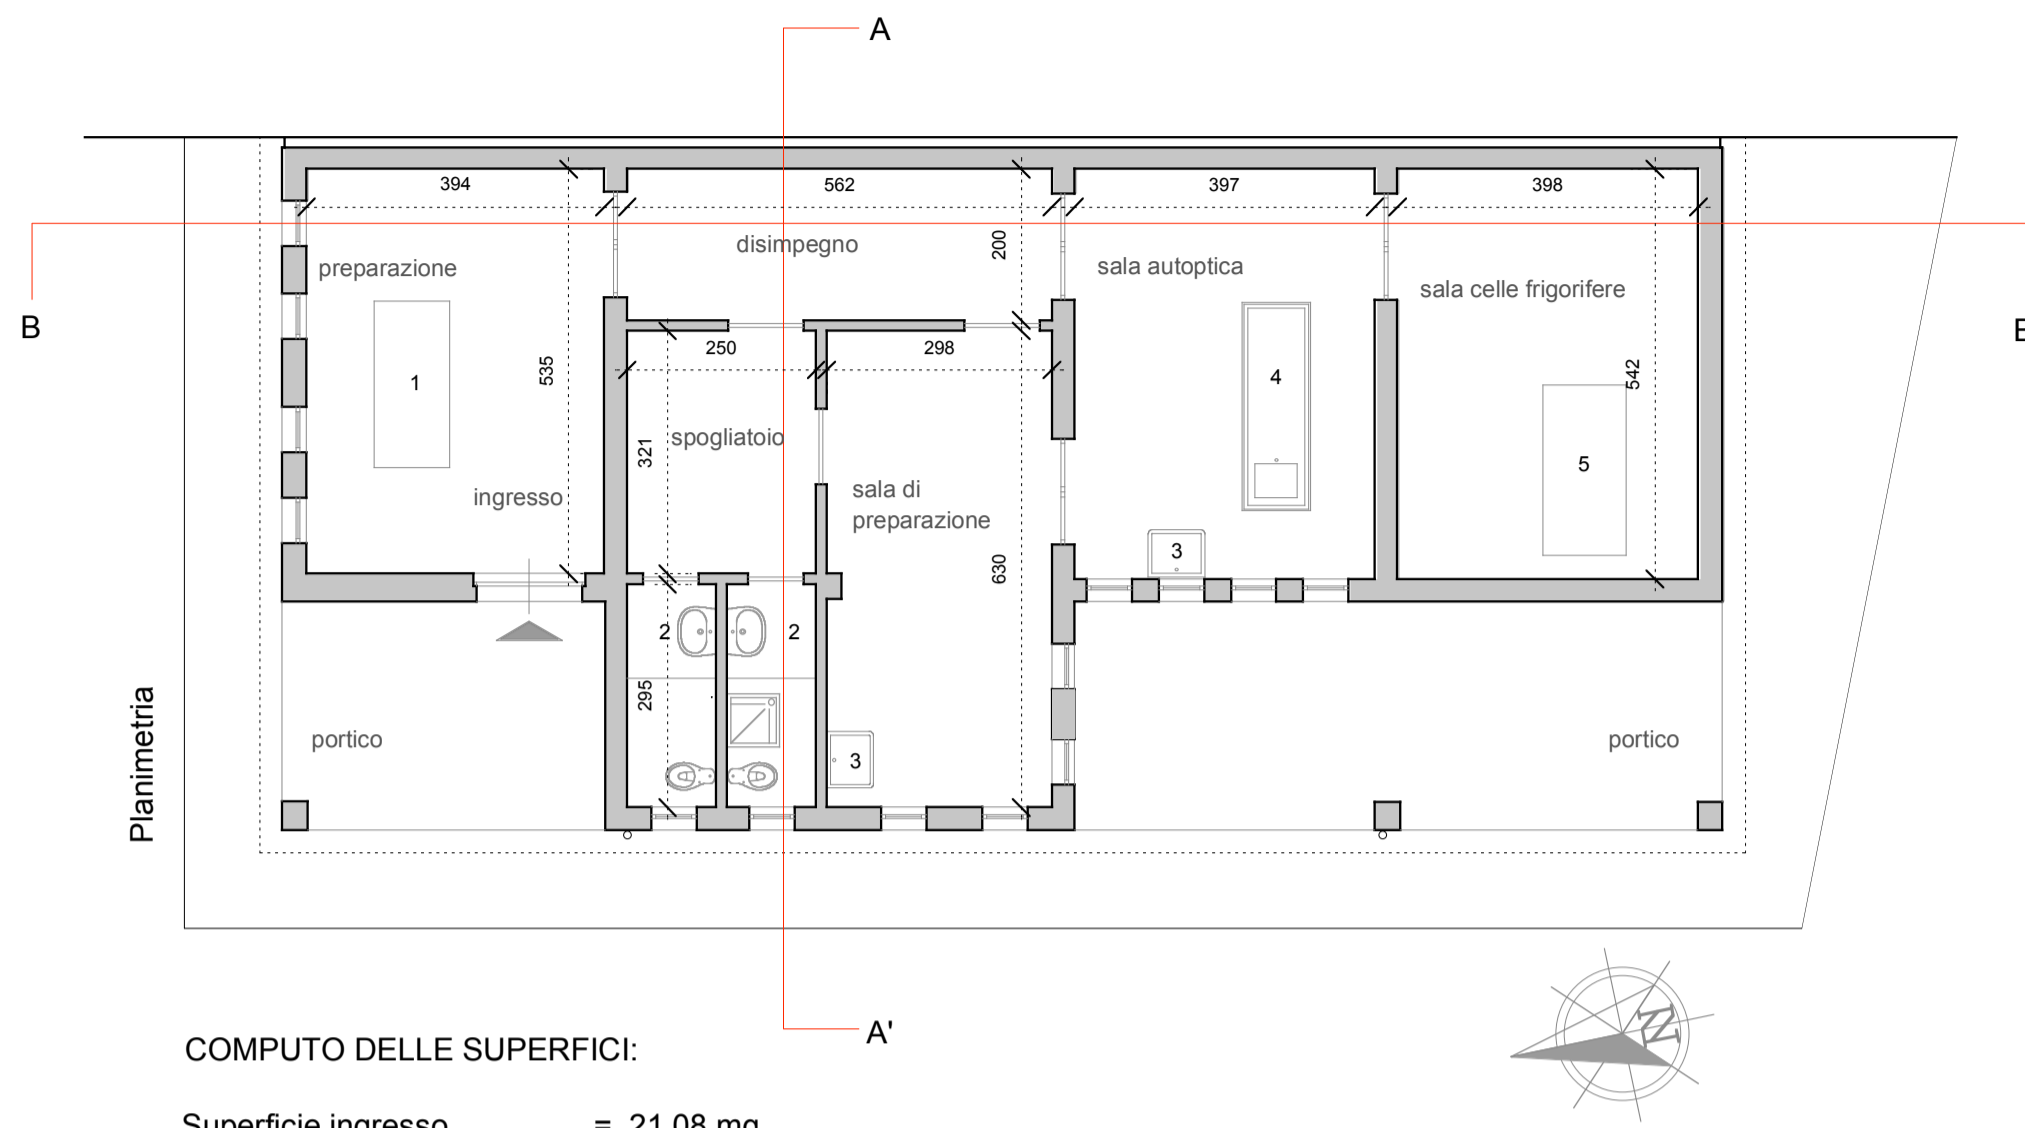 A
394
562
397
398
disimpegno
200
preparazione
sala autoptica
sala celle frigorifere
B
250
298
535
1
4
542
321
spogliatoio
5
ingresso
sala di
preparazione
3
630
2
2
295
portico
portico
3
Planimetria
A'
N
COMPUTO DELLE SUPERFICI:
Superficie ingresso = 21,08 mq